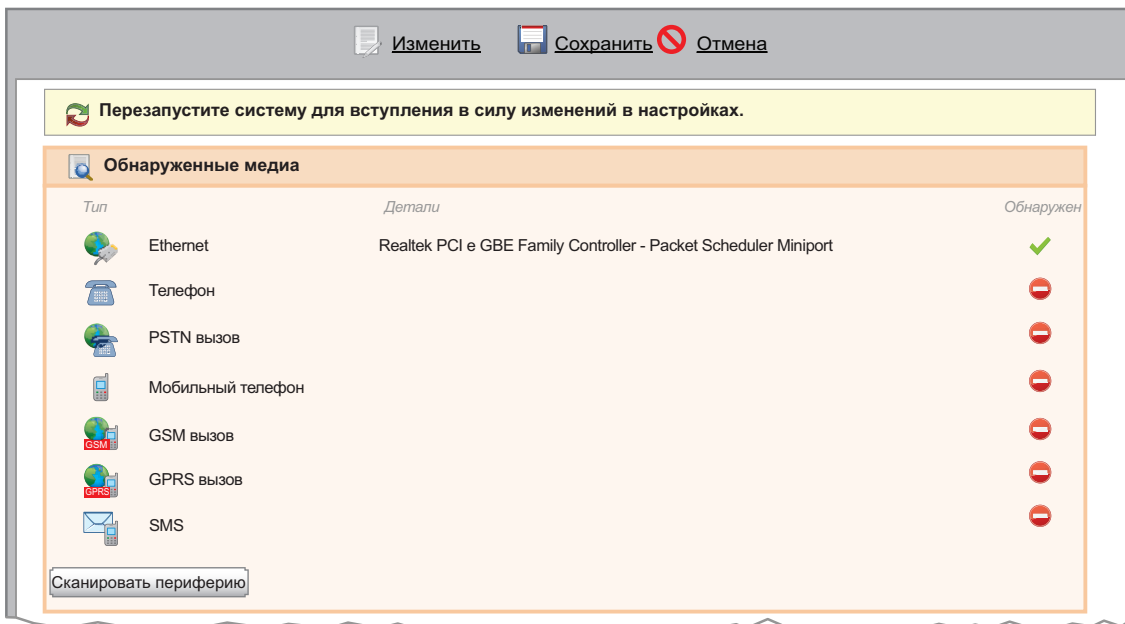 Изменить Сохранить Отмена
Перезапустите систему для вступления в силу изменений в настройках.
Обнаруженные медиа
Тип Детали Обнаружен
Ethernet Realtek PCI e GBE Family Controller - Packet Scheduler Miniport
Телефон
PSTN вызов
Мобильный телефон
GSM GSM вызов
GPRS GPRS вызов
SMS
Сканировать периферию